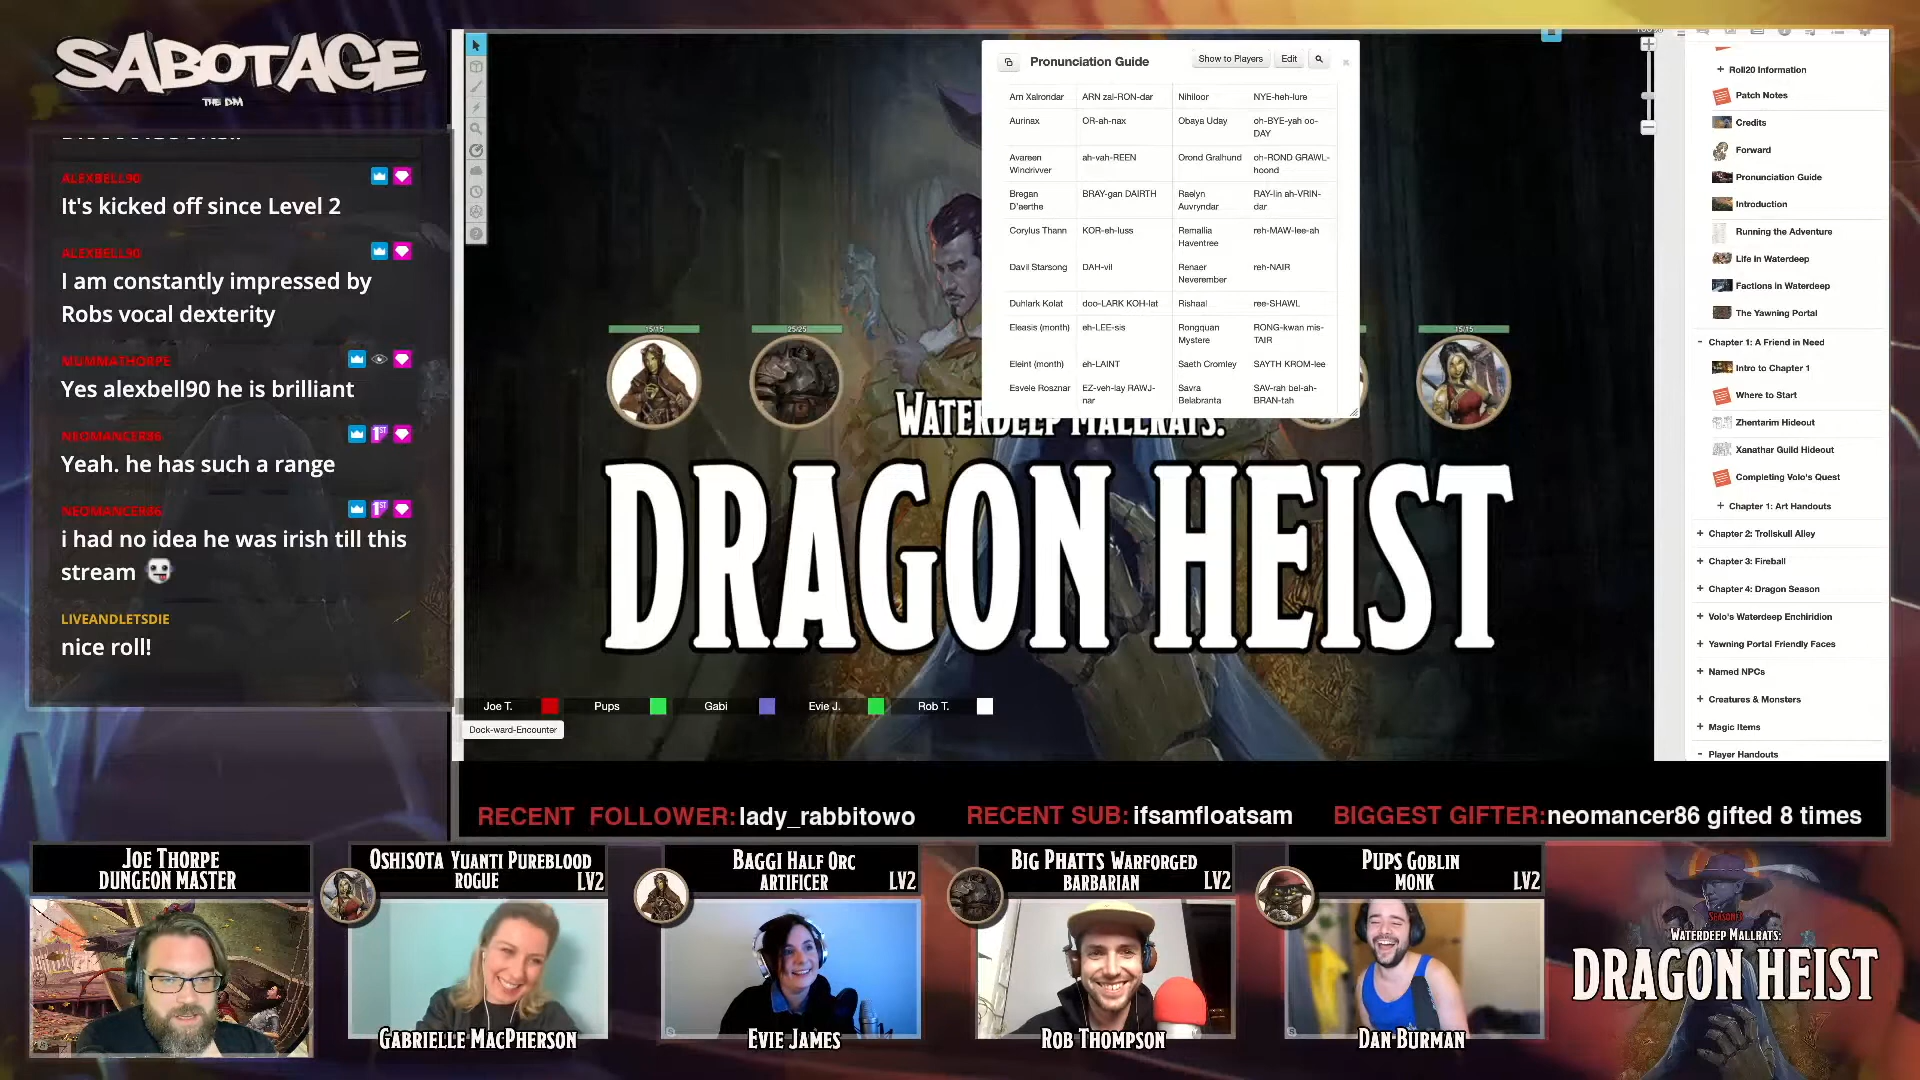 SABOTAGE
THE DM
ALEXBELL90
It's kicked off since Level 2
ALEXBELL90
I am constantly impressed by
Robs vocal dexterity
MUMMATHORPE
Yes alexbell90 he is brilliant
NEOMANCER86
1ST
Yeah. he has such a range
NEOMANCER86
1ST
i had no idea he was irish till this
stream
LIVEANDLETSDIE
nice roll!
Pronunciation Guide
Show to Players
Edit
Arn Xalrondar ARN zal-RON-dar Nihiloor NYE-heh-lure
Aurinax OR-ah-nax Obaya Uday oh-BYE-yah oo-
DAY
Avareen ah-vah-REEN Orond Gralhund oh-ROND GRAWL-
Windrivver hoond
Bregan BRAY-gan DAIRTH Raelyn RAY-lin ah-VRIN-
D'aerthe Auvryndar dar
Corylus Thann KOR-eh-luss Remallia reh-MAW-lee-ah
Haventree
Davil Starsong DAH-vil Renaer reh-NAIR
Neverember
Duhlark Kolat doo-LARK KOH-lat Rishaal ree-SHAWL
Eleasis (month) eh-LEE-sis Rongquan RONG-kwan mis-
Mystere TAIR
Eleint (month) eh-LAINT Saeth Cromley SAYTH KROM-lee
Esvele Rosznar EZ-veh-lay RAWJ- Savra SAV-rah bel-ah-
nar Belabranta BRAN-tah
15/15
25/25
15/15
WATERDEEP MALLRATS:
DRAGON HEIST
Joe T.
Pups
Gabi
Evie J.
Rob T.
Dock-ward-Encounter
+ Roll20 Information
Patch Notes
Credits
Forward
Pronunciation Guide
Introduction
Running the Adventure
Life in Waterdeep
Factions in Waterdeep
The Yawning Portal
- Chapter 1: A Friend in Need
Intro to Chapter 1
Where to Start
Zhentarim Hideout
Xanathar Guild Hideout
Completing Volo's Quest
+ Chapter 1: Art Handouts
+ Chapter 2: Trollskull Alley
+ Chapter 3: Fireball
+ Chapter 4: Dragon Season
+ Volo's Waterdeep Enchiridion
+ Yawning Portal Friendly Faces
+ Named NPCs
+ Creatures & Monsters
+ Magic Items
- Player Handouts
RECENT FOLLOWER: lady_rabbitowo
RECENT SUB: ifsamfloatsam
BIGGEST GIFTER: neomancer86 gifted 8 times
JOE THORPE
DUNGEON MASTER
OSHISOTA YUANTI PUREBLOOD
ROGUE LV2
GABRIELLE MACPHERSON
BAGGI HALF ORC
ARTIFICER LV2
EVIE JAMES
BIG PHATTS WARFORGED
BARBARIAN LV2
ROB THOMPSON
PUPS GOBLIN
MONK LV2
DAN BURMAN
WATERDEEP MALLRATS:
DRAGON HEIST